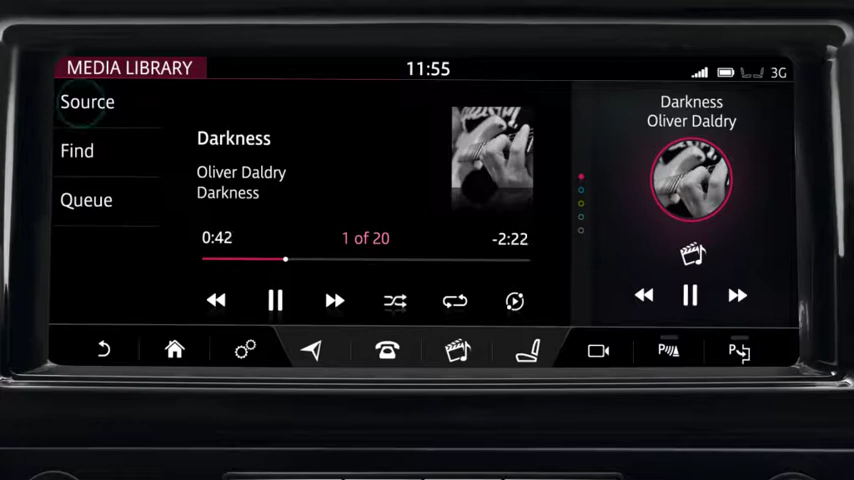 MEDIA LIBRARY
11:55
3G
Source
Find
Queue
Darkness
Oliver Daldry
Darkness
0:42
1 of 20
-2:22
Darkness
Oliver Daldry
P
P